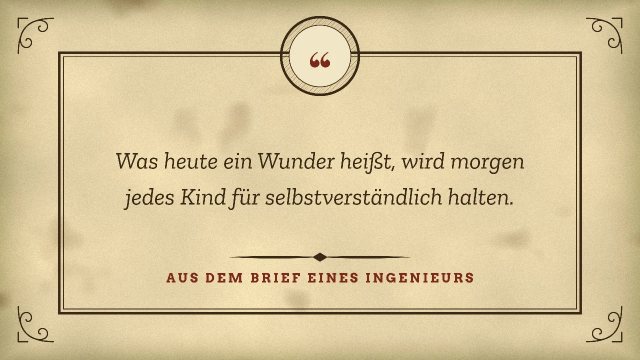 “
Was heute ein Wunder heißt, wird morgen
jedes Kind für selbstverständlich halten.
AUS DEM BRIEF EINES INGENIEURS